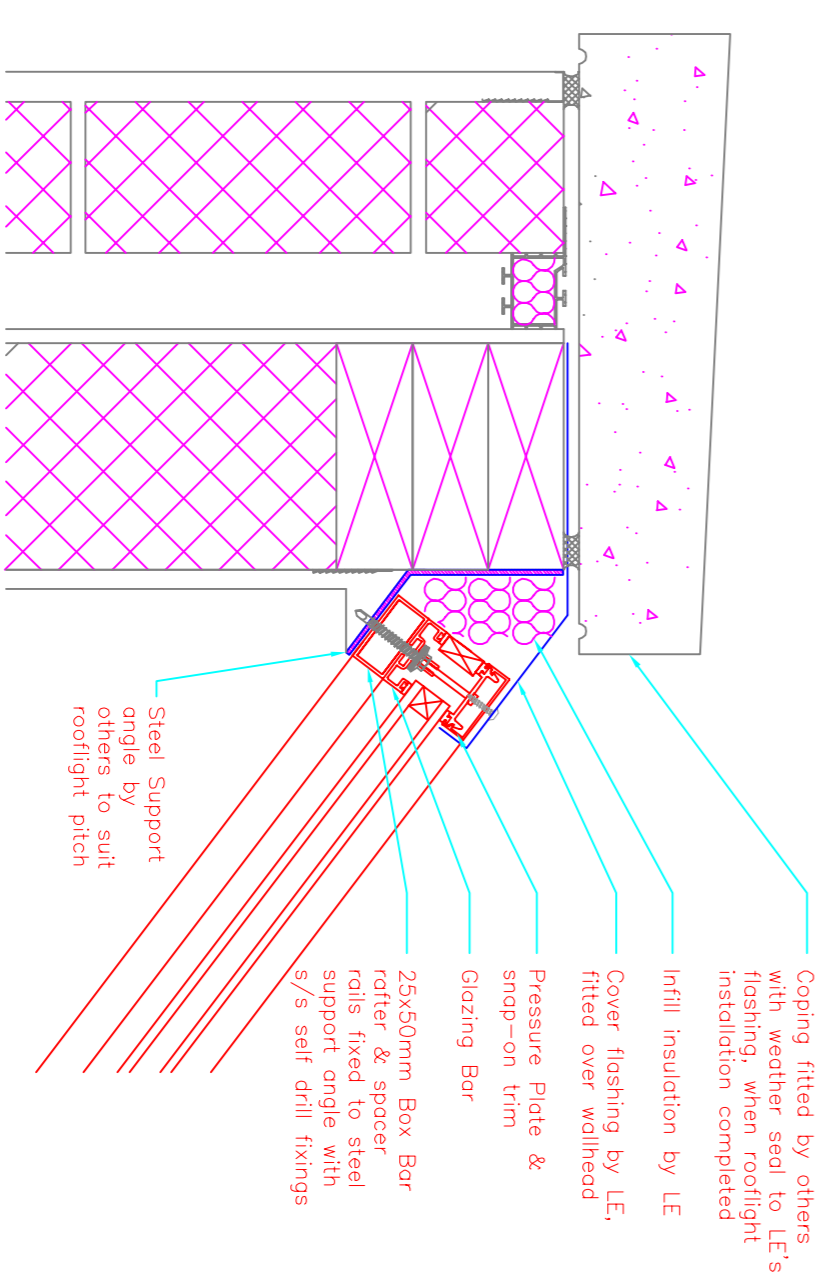 Coping fitted by others
with weather seal to LE's
flashing, when rooflight
installation completed
Infill insulation by LE
Cover flashing by LE,
fitted over wallhead
Pressure Plate &
snap-on trim
Glazing Bar
25x50mm Box Bar
rafter & spacer
rails fixed to steel
support angle with
s/s self drill fixings
Steel Support
angle by
others to suit
rooflight pitch